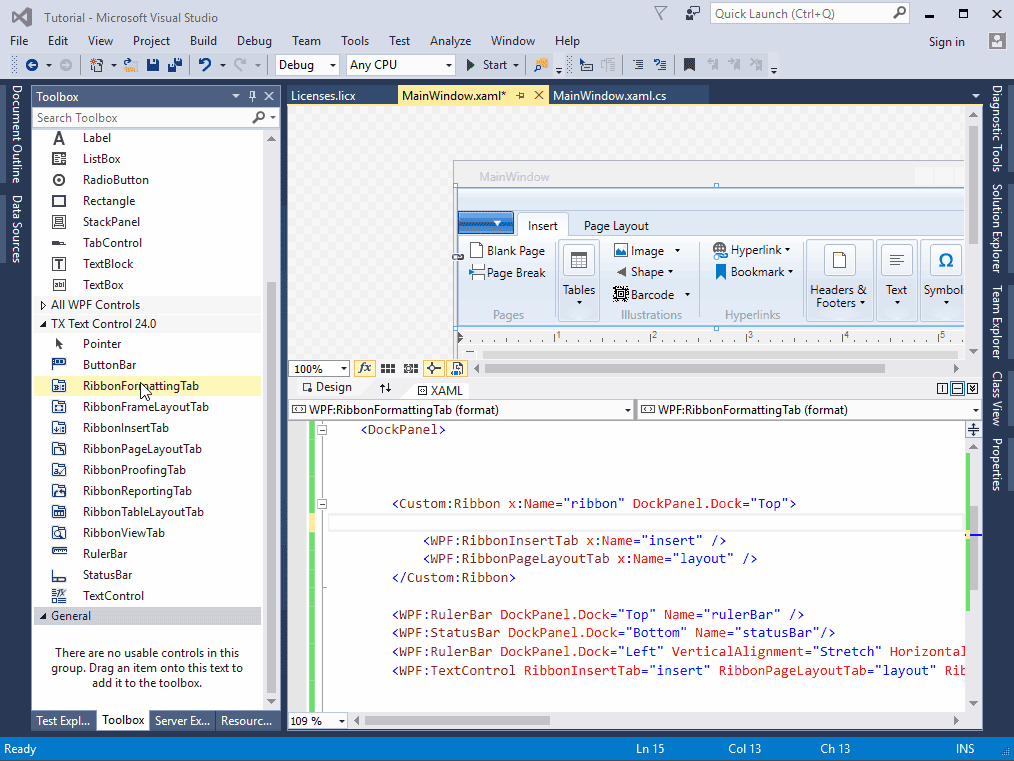 Tutorial - Microsoft Visual Studio
Quick Launch (Ctrl+Q)
File Edit View Project Build Debug Team Tools Test Analyze Window Help
Sign in
Debug Any CPU Start
Document Outline
Data Sources
Toolbox
Search Toolbox
Label
ListBox
RadioButton
Rectangle
StackPanel
TabControl
TextBlock
TextBox
All WPF Controls
TX Text Control 24.0
Pointer
ButtonBar
RibbonFormattingTab
RibbonFrameLayoutTab
RibbonInsertTab
RibbonPageLayoutTab
RibbonProofingTab
RibbonReportingTab
RibbonTableLayoutTab
RibbonViewTab
RulerBar
StatusBar
TextControl
General
There are no usable controls in this
group. Drag an item onto this text to
add it to the toolbox.
Test Expl... Toolbox Server Ex... Resourc...
Licenses.licx MainWindow.xaml* MainWindow.xaml.cs
MainWindow
Insert Page Layout
Blank Page
Page Break
Pages
Tables
Image
Shape
Barcode
Illustrations
Hyperlink
Bookmark
Hyperlinks
Headers &
Footers
Text
Symbol
1 2 3 4 5
100%
Design XAML
WPF:RibbonFormattingTab (format) WPF:RibbonFormattingTab (format)
<DockPanel>
<Custom:Ribbon x:Name="ribbon" DockPanel.Dock="Top">
<WPF:RibbonInsertTab x:Name="insert" />
<WPF:RibbonPageLayoutTab x:Name="layout" />
</Custom:Ribbon>
<WPF:RulerBar DockPanel.Dock="Top" Name="rulerBar" />
<WPF:StatusBar DockPanel.Dock="Bottom" Name="statusBar"/>
<WPF:RulerBar DockPanel.Dock="Left" VerticalAlignment="Stretch" Horizontal
<WPF:TextControl RibbonInsertTab="insert" RibbonPageLayoutTab="layout" Rib
109 %
Diagnostic Tools
Solution Explorer
Team Explorer
Class View
Properties
Ready Ln 15 Col 13 Ch 13 INS